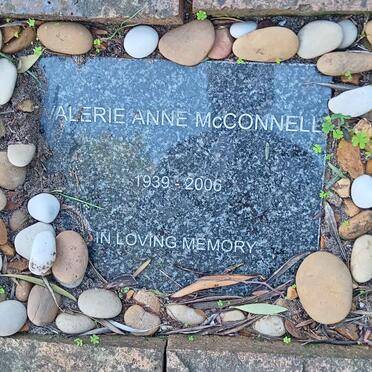 VALERIE ANNE McCONNELL
1939 - 2006
IN LOVING MEMORY